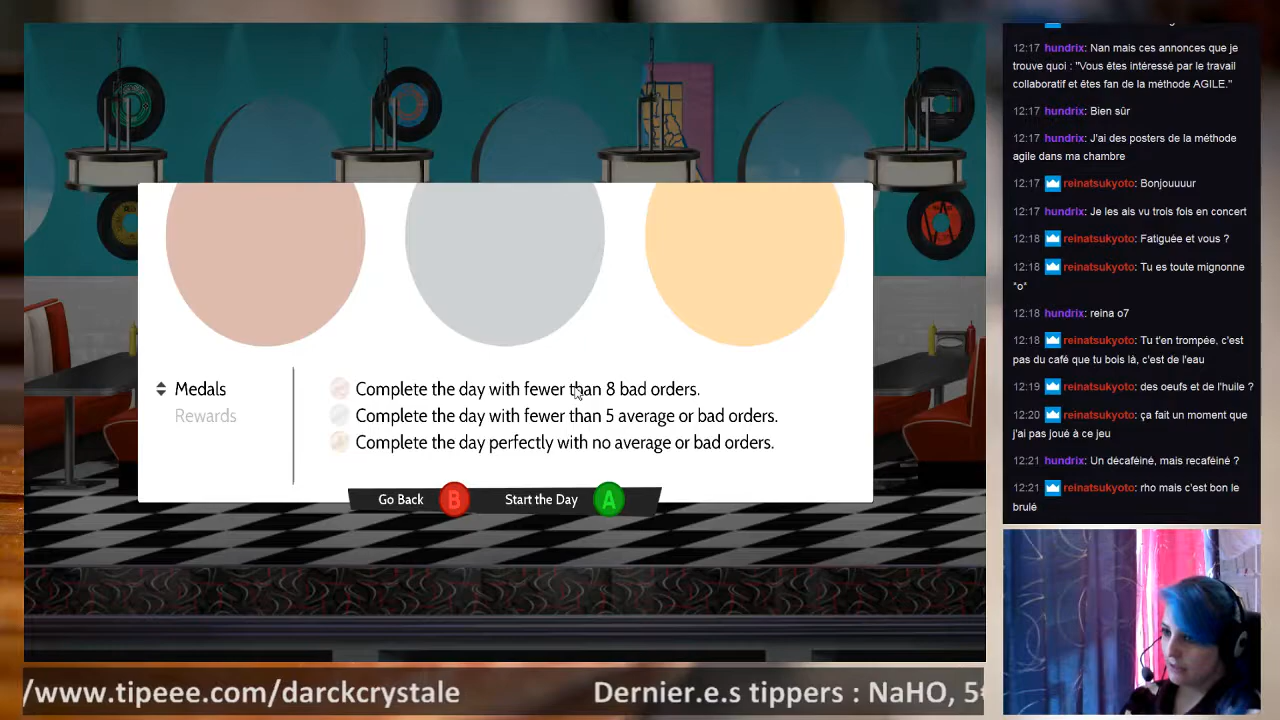 Complete the day with fewer than 8 bad orders.
Complete the day with fewer than 5 average or bad orders.
Complete the day perfectly with no average or bad orders.
Medals
Rewards
Go Back B Start the Day A
12:17 hundrix: Nan mais ces annonces que je
trouve quoi : "Vous êtes intéressé par le travail
collaboratif et êtes fan de la méthode AGILE."
12:17 hundrix: Bien sûr
12:17 hundrix: J'ai des posters de la méthode
agile dans ma chambre
12:17 reinatsukyoto: Bonjouuuur
12:17 hundrix: Je les ais vu trois fois en concert
12:18 reinatsukyoto: Fatiguée et vous ?
12:18 reinatsukyoto: Tu es toute mignonne
*o*
12:18 hundrix: reina o7
12:18 reinatsukyoto: Tu t'en trompée, c'est
pas du café que tu bois là, c'est de l'eau
12:19 reinatsukyoto: des oeufs et de l'huile ?
12:20 reinatsukyoto: ça fait un moment que
j'ai pas joué à ce jeu
12:21 hundrix: Un décaféiné, mais recaféiné ?
12:21 reinatsukyoto: rho mais c'est bon le
brulé
/www.tipeee.com/darckcrystale
Dernier.e.s tippers : NaHO, 5